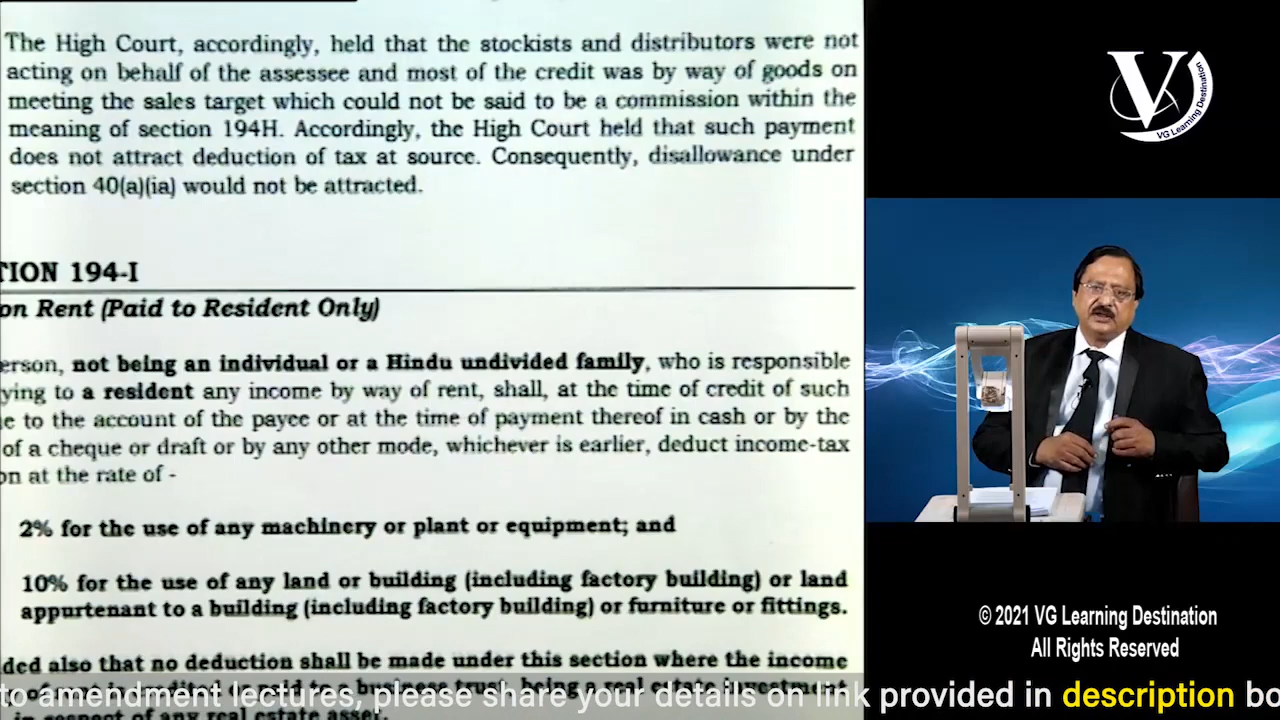 The High Court, accordingly, held that the stockists and distributors were not
acting on behalf of the assessee and most of the credit was by way of goods on
meeting the sales target which could not be said to be a commission within the
meaning of section 194H. Accordingly, the High Court held that such payment
does not attract deduction of tax at source. Consequently, disallowance under
section 40(a)(ia) would not be attracted.
TION 194-I
on Rent (Paid to Resident Only)
erson, not being an individual or a Hindu undivided family, who is responsible
ying to a resident any income by way of rent, shall, at the time of credit of such
e to the account of the payee or at the time of payment thereof in cash or by the
of a cheque or draft or by any other mode, whichever is earlier, deduct income-tax
on at the rate of -
2% for the use of any machinery or plant or equipment; and
10% for the use of any land or building (including factory building) or land
appurtenant to a building (including factory building) or furniture or fittings.
ded also that no deduction shall be made under this section where the income
in respect of any real estate asset.
V
VG Learning Destination
© 2021 VG Learning Destination
All Rights Reserved
to amendment lectures, please share your details on link provided in description bo